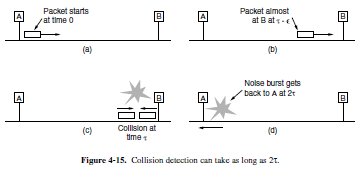 Packet starts
at time 0
A
B
(a)
Packet almost
at B at τ - ϵ
A
B
(b)
A
B
Collision at
time τ
(c)
Noise burst gets
back to A at 2τ
A
B
(d)
Figure 4-15. Collision detection can take as long as 2τ.